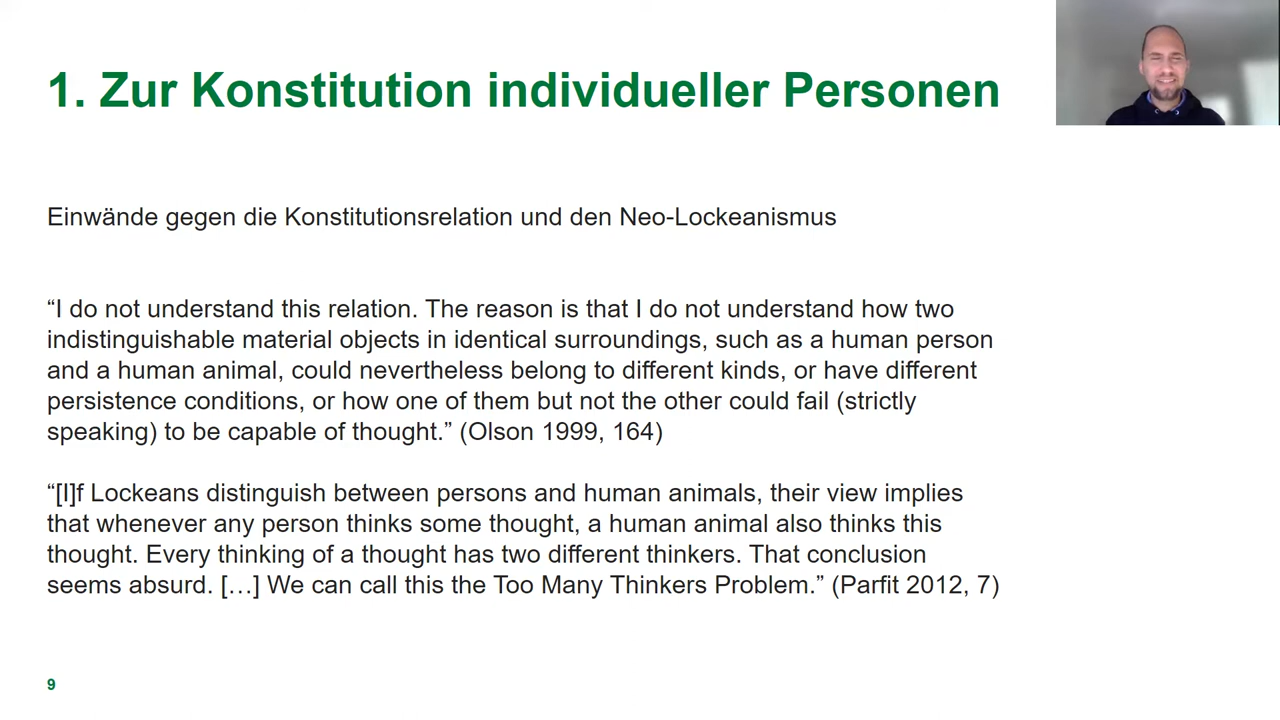 1. Zur Konstitution individueller Personen
Einwände gegen die Konstitutionsrelation und den Neo-Lockeanismus
“I do not understand this relation. The reason is that I do not understand how two
indistinguishable material objects in identical surroundings, such as a human person
and a human animal, could nevertheless belong to different kinds, or have different
persistence conditions, or how one of them but not the other could fail (strictly
speaking) to be capable of thought.” (Olson 1999, 164)
“[I]f Lockeans distinguish between persons and human animals, their view implies
that whenever any person thinks some thought, a human animal also thinks this
thought. Every thinking of a thought has two different thinkers. That conclusion
seems absurd. […] We can call this the Too Many Thinkers Problem.” (Parfit 2012, 7)
9